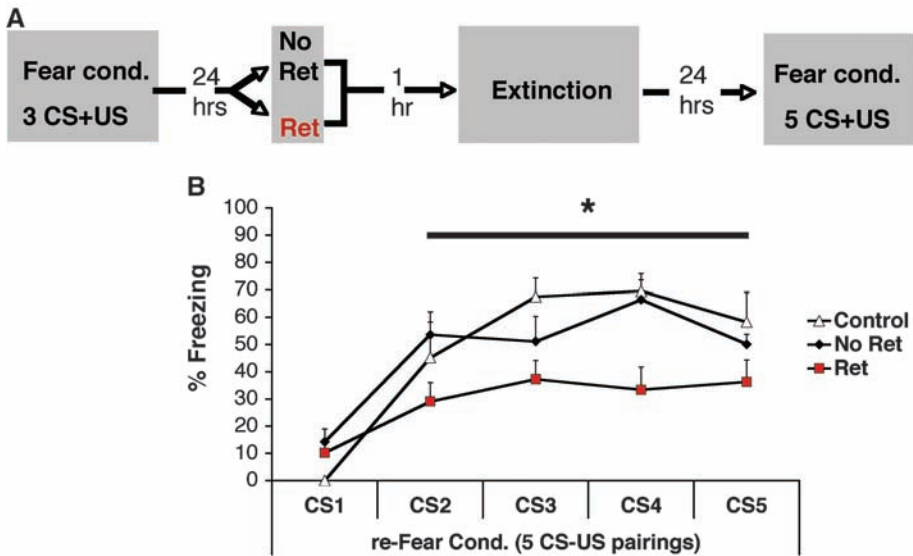 A
Fear cond.
3 CS+US
24
hrs
No
Ret
Ret
1
hr
Extinction
24
hrs
Fear cond.
5 CS+US
B
% Freezing
100
90
80
70
60
50
40
30
20
10
0
*
Control
No Ret
Ret
CS1 CS2 CS3 CS4 CS5
re-Fear Cond. (5 CS-US pairings)